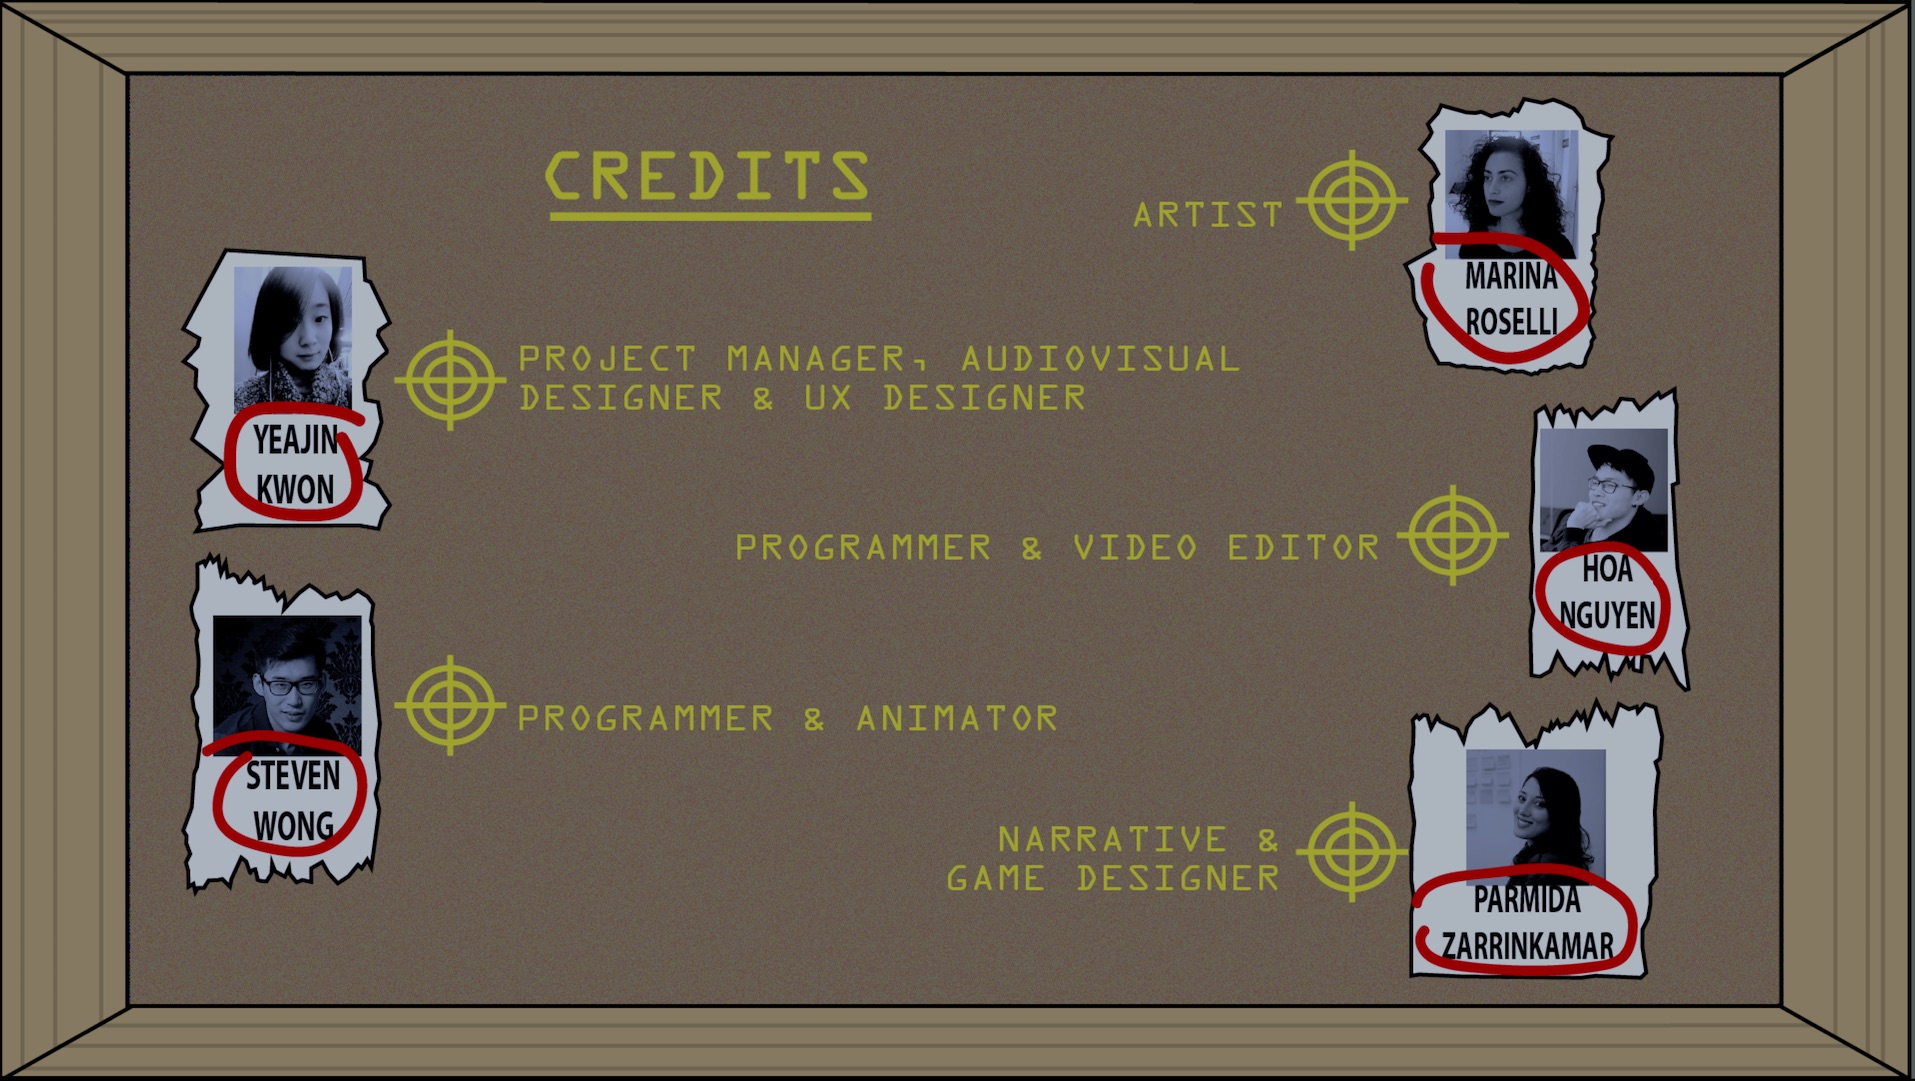 CREDITS
ARTIST
MARINA
ROSELLI
YEAJIN
KWON
PROJECT MANAGER, AUDIOVISUAL
DESIGNER & UX DESIGNER
HOA
NGUYEN
PROGRAMMER & VIDEO EDITOR
STEVEN
WONG
PROGRAMMER & ANIMATOR
NARRATIVE &
GAME DESIGNER
PARMIDA
ZARRINKAMAR